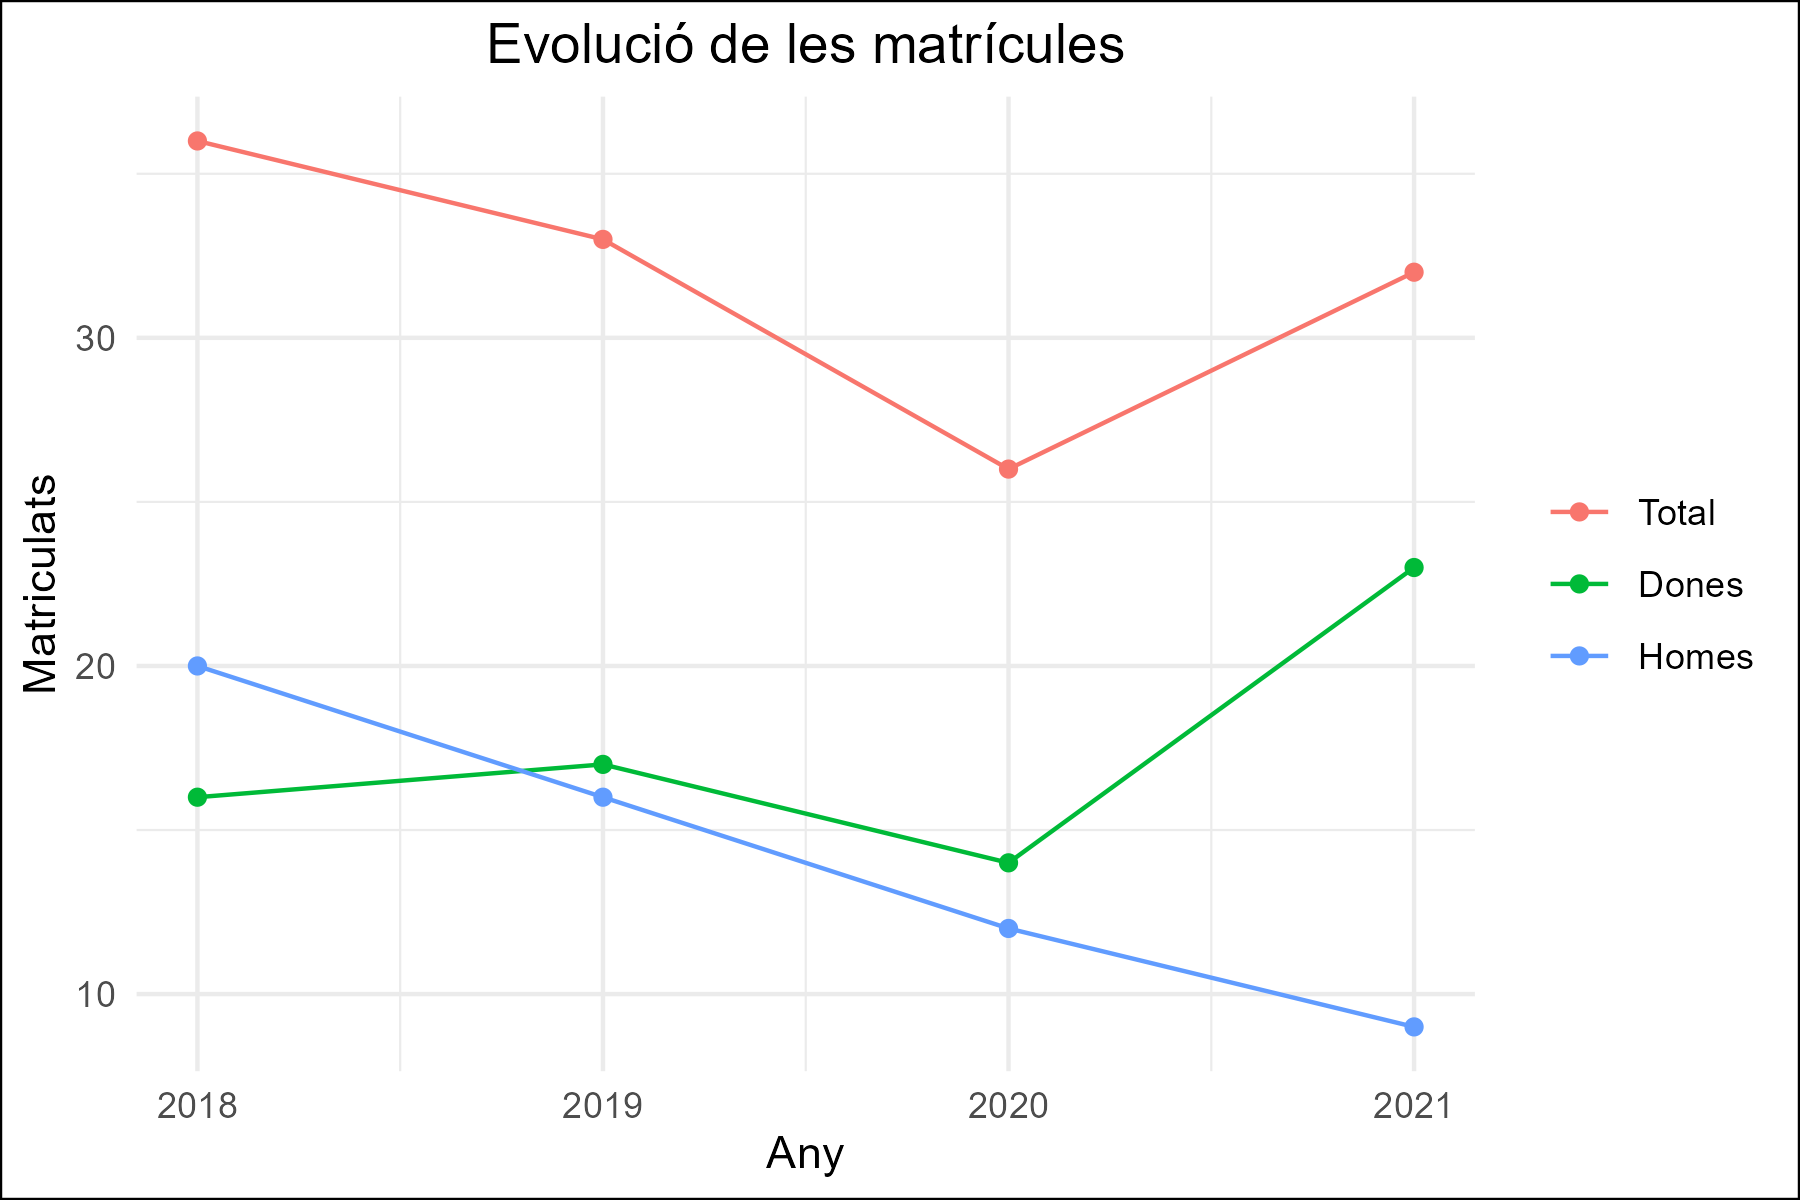 Evolució de les matrícules
Matriculats
30
20
10
2018
2019
2020
2021
Any
Total
Dones
Homes